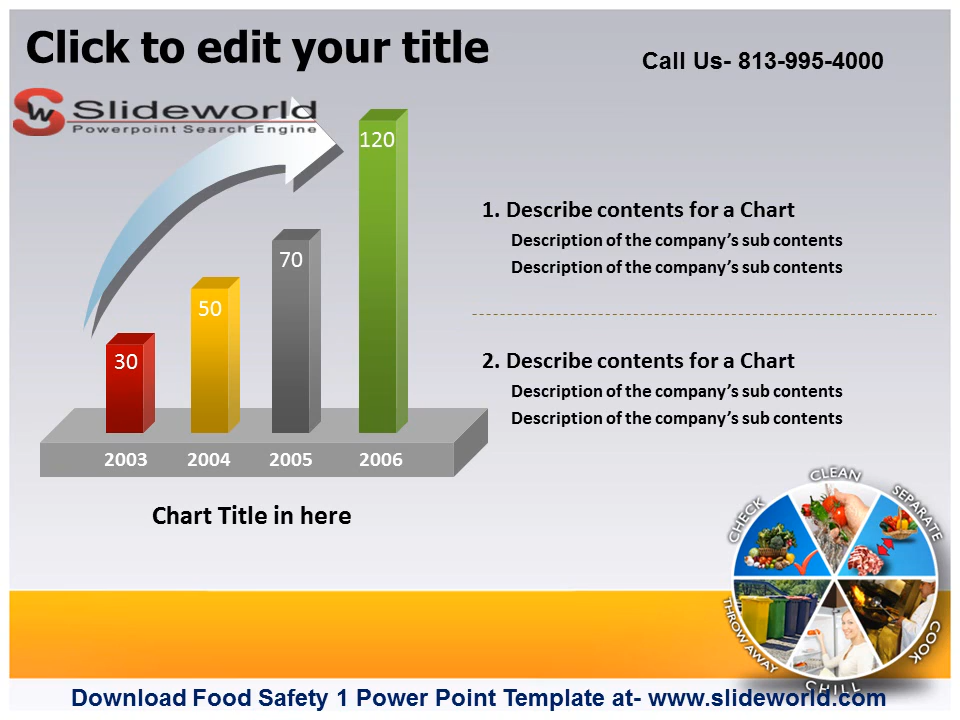 Click to edit your title
Call Us- 813-995-4000
SW Slideworld
Powerpoint Search Engine
120
70
50
30
2003 2004 2005 2006
Chart Title in here
1. Describe contents for a Chart
Description of the company’s sub contents
Description of the company’s sub contents
2. Describe contents for a Chart
Description of the company’s sub contents
Description of the company’s sub contents
CLEAN
SEPARATE
COOK
CHILL
THROW AWAY
CHECK
Download Food Safety 1 Power Point Template at- www.slideworld.com